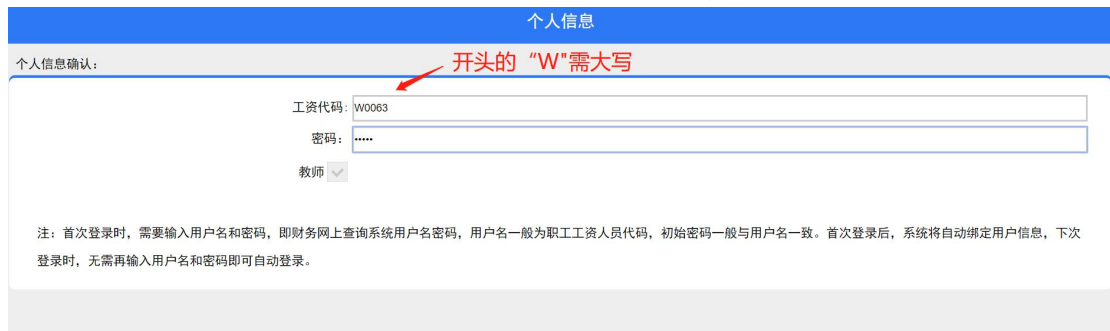 个人信息
开头的“W"需大写
个人信息确认：
工资代码：W0063
密码：•••••
教师
注：首次登录时，需要输入用户名和密码，即财务网上查询系统用户名密码，用户名一般为职工工资人员代码，初始密码一般与用户名一致。首次登录后，系统将自动绑定用户信息，下次
登录时，无需再输入用户名和密码即可自动登录。